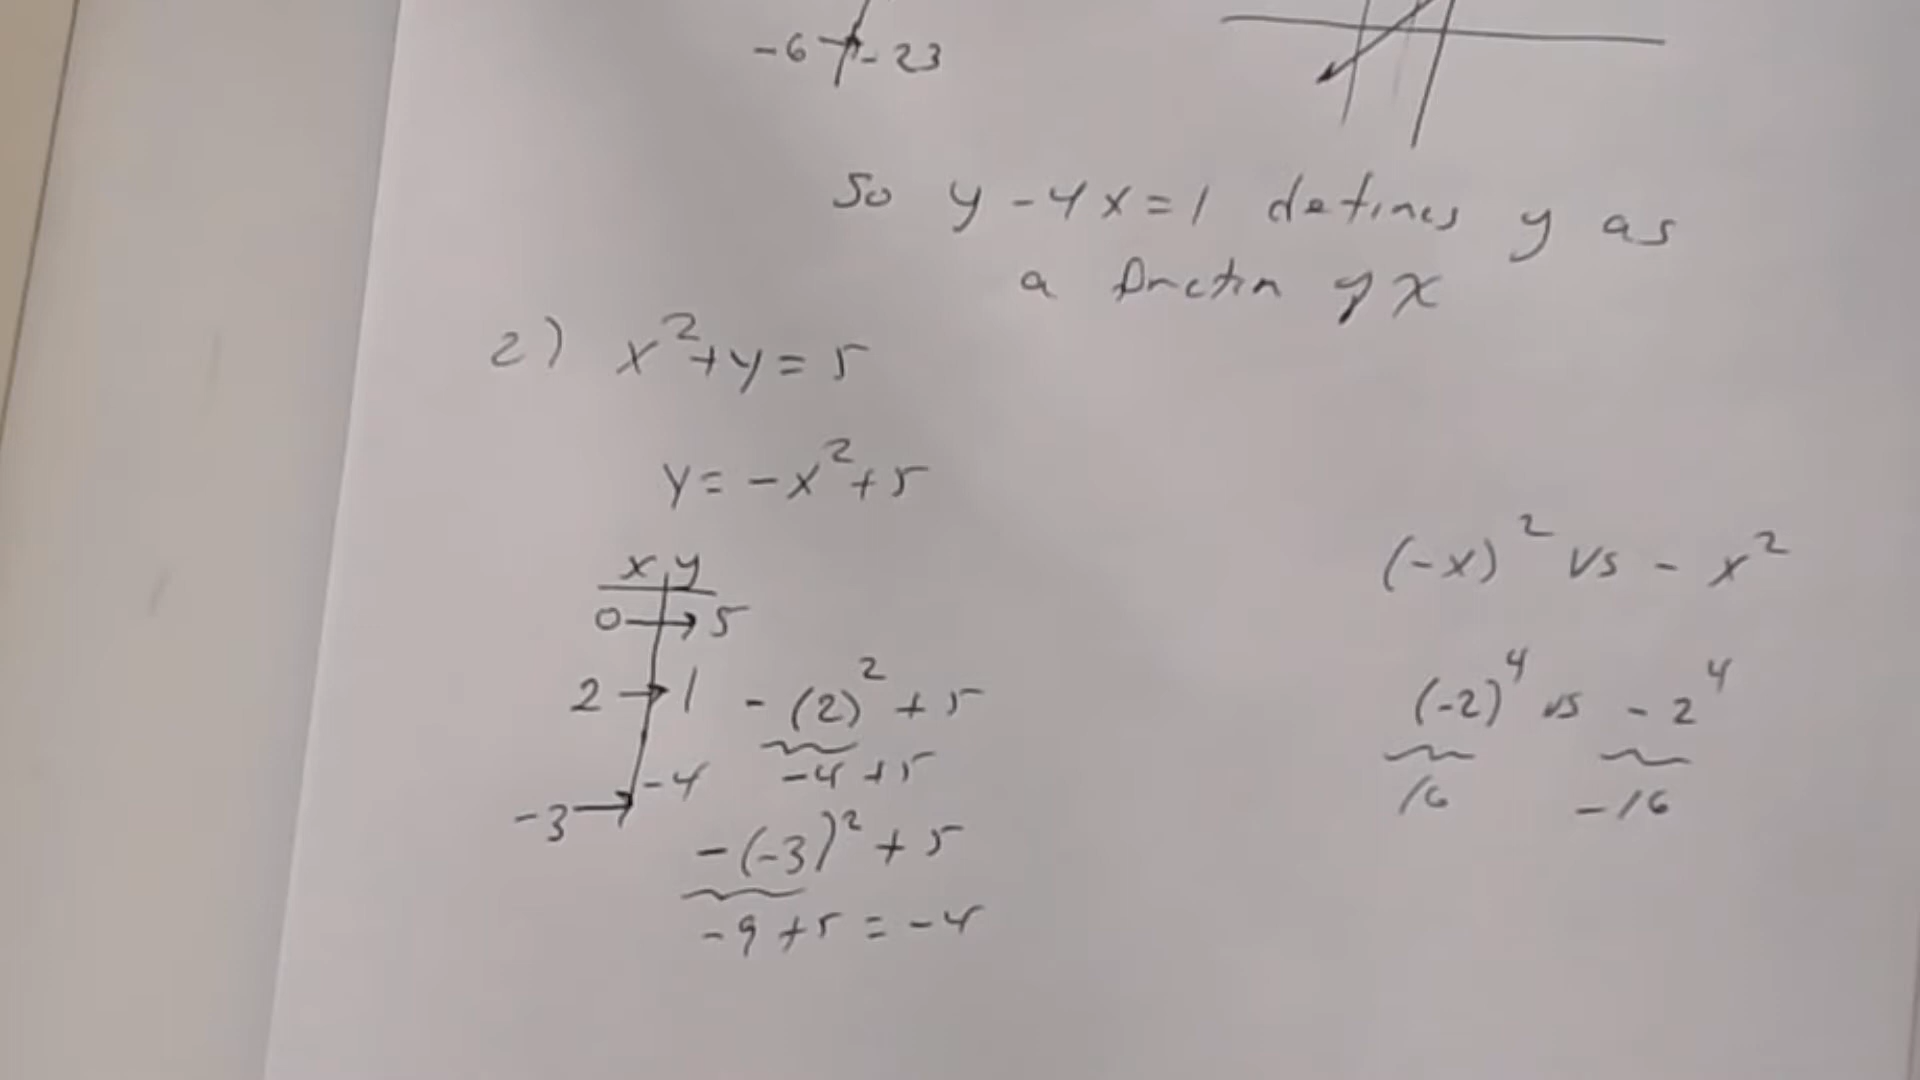 -6 → -23
So y - 4x = 1 defines y as
a function of x
2) x² + y = 5
y = -x² + 5
x y
0 → 5
2 → 1 -(2)² + 5
-4 + 5
-3 → -4
-(-3)² + 5
-9 + 5 = -4
(-x)² vs -x²
(-2)⁴ vs -2⁴
16 -16